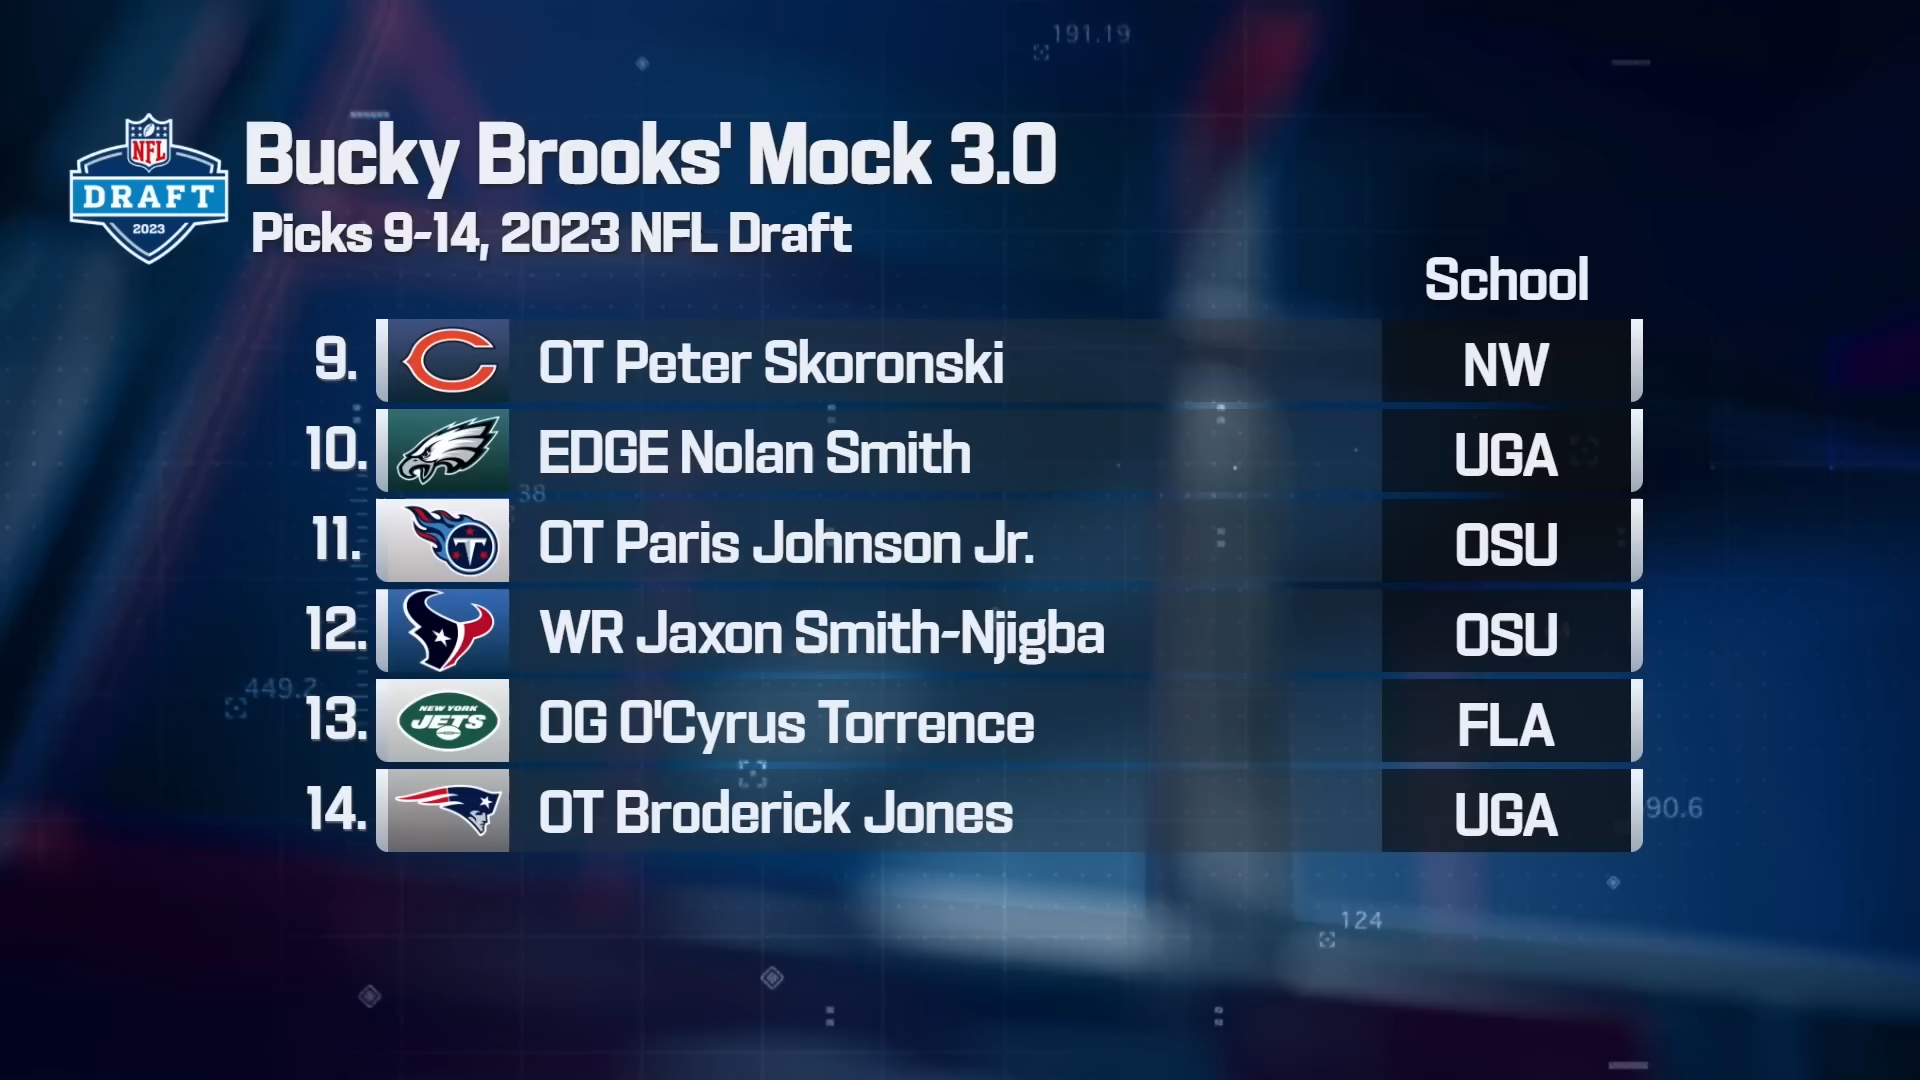 191.19
NFL
DRAFT
2023
Bucky Brooks' Mock 3.0
Picks 9-14, 2023 NFL Draft
School
9. OT Peter Skoronski NW
10. EDGE Nolan Smith UGA
38
11. OT Paris Johnson Jr. OSU
12. WR Jaxon Smith-Njigba OSU
449.2
13. NEW YORK JETS OG O'Cyrus Torrence FLA
14. OT Broderick Jones UGA
90.6
124